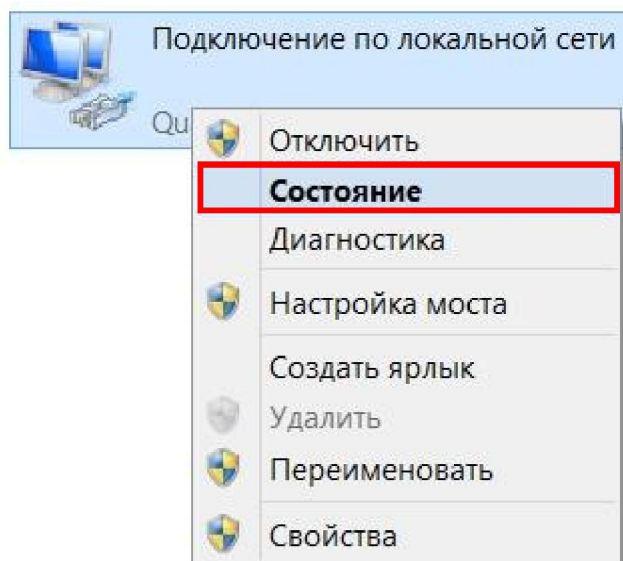 Подключение по локальной сети
Qu
Отключить
Состояние
Диагностика
Настройка моста
Создать ярлык
Удалить
Переименовать
Свойства